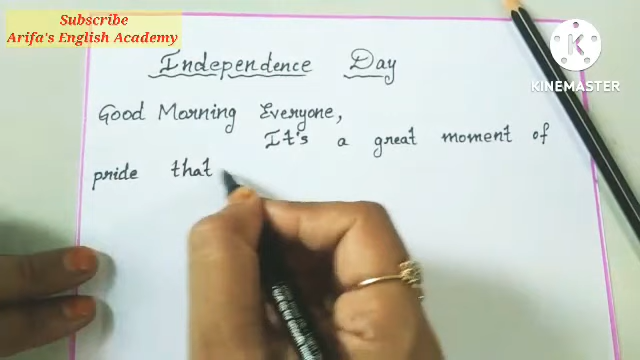 Subscribe
Arifa's English Academy
KINEMASTER
Independence Day
Good Morning Everyone,
It's a great moment of
pride that